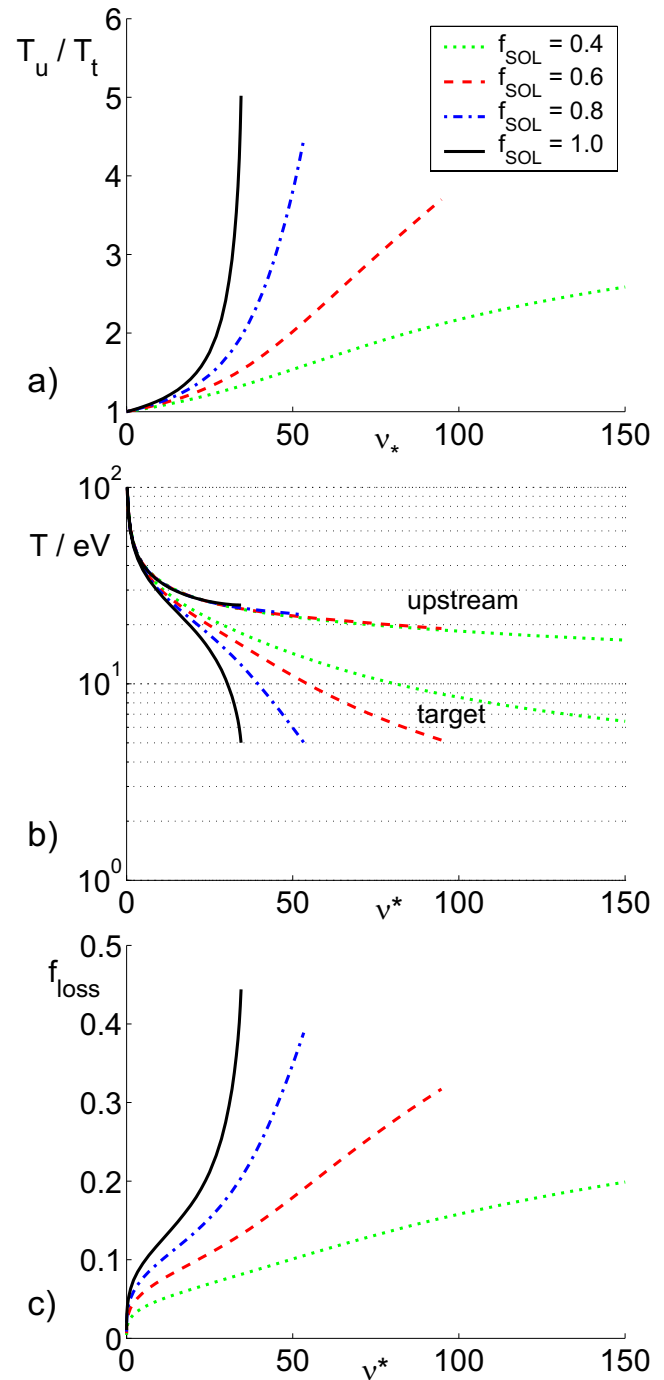 6
T_u / T_t
f_SOL = 0.4
f_SOL = 0.6
f_SOL = 0.8
f_SOL = 1.0
5
4
3
2
a)
1
0 50 ν_* 100 150
10^2
T / eV
upstream
10^1
target
b)
10^0
0 50 ν* 100 150
0.5
f_loss
0.4
0.3
0.2
0.1
c)
0
0 50 ν* 100 150